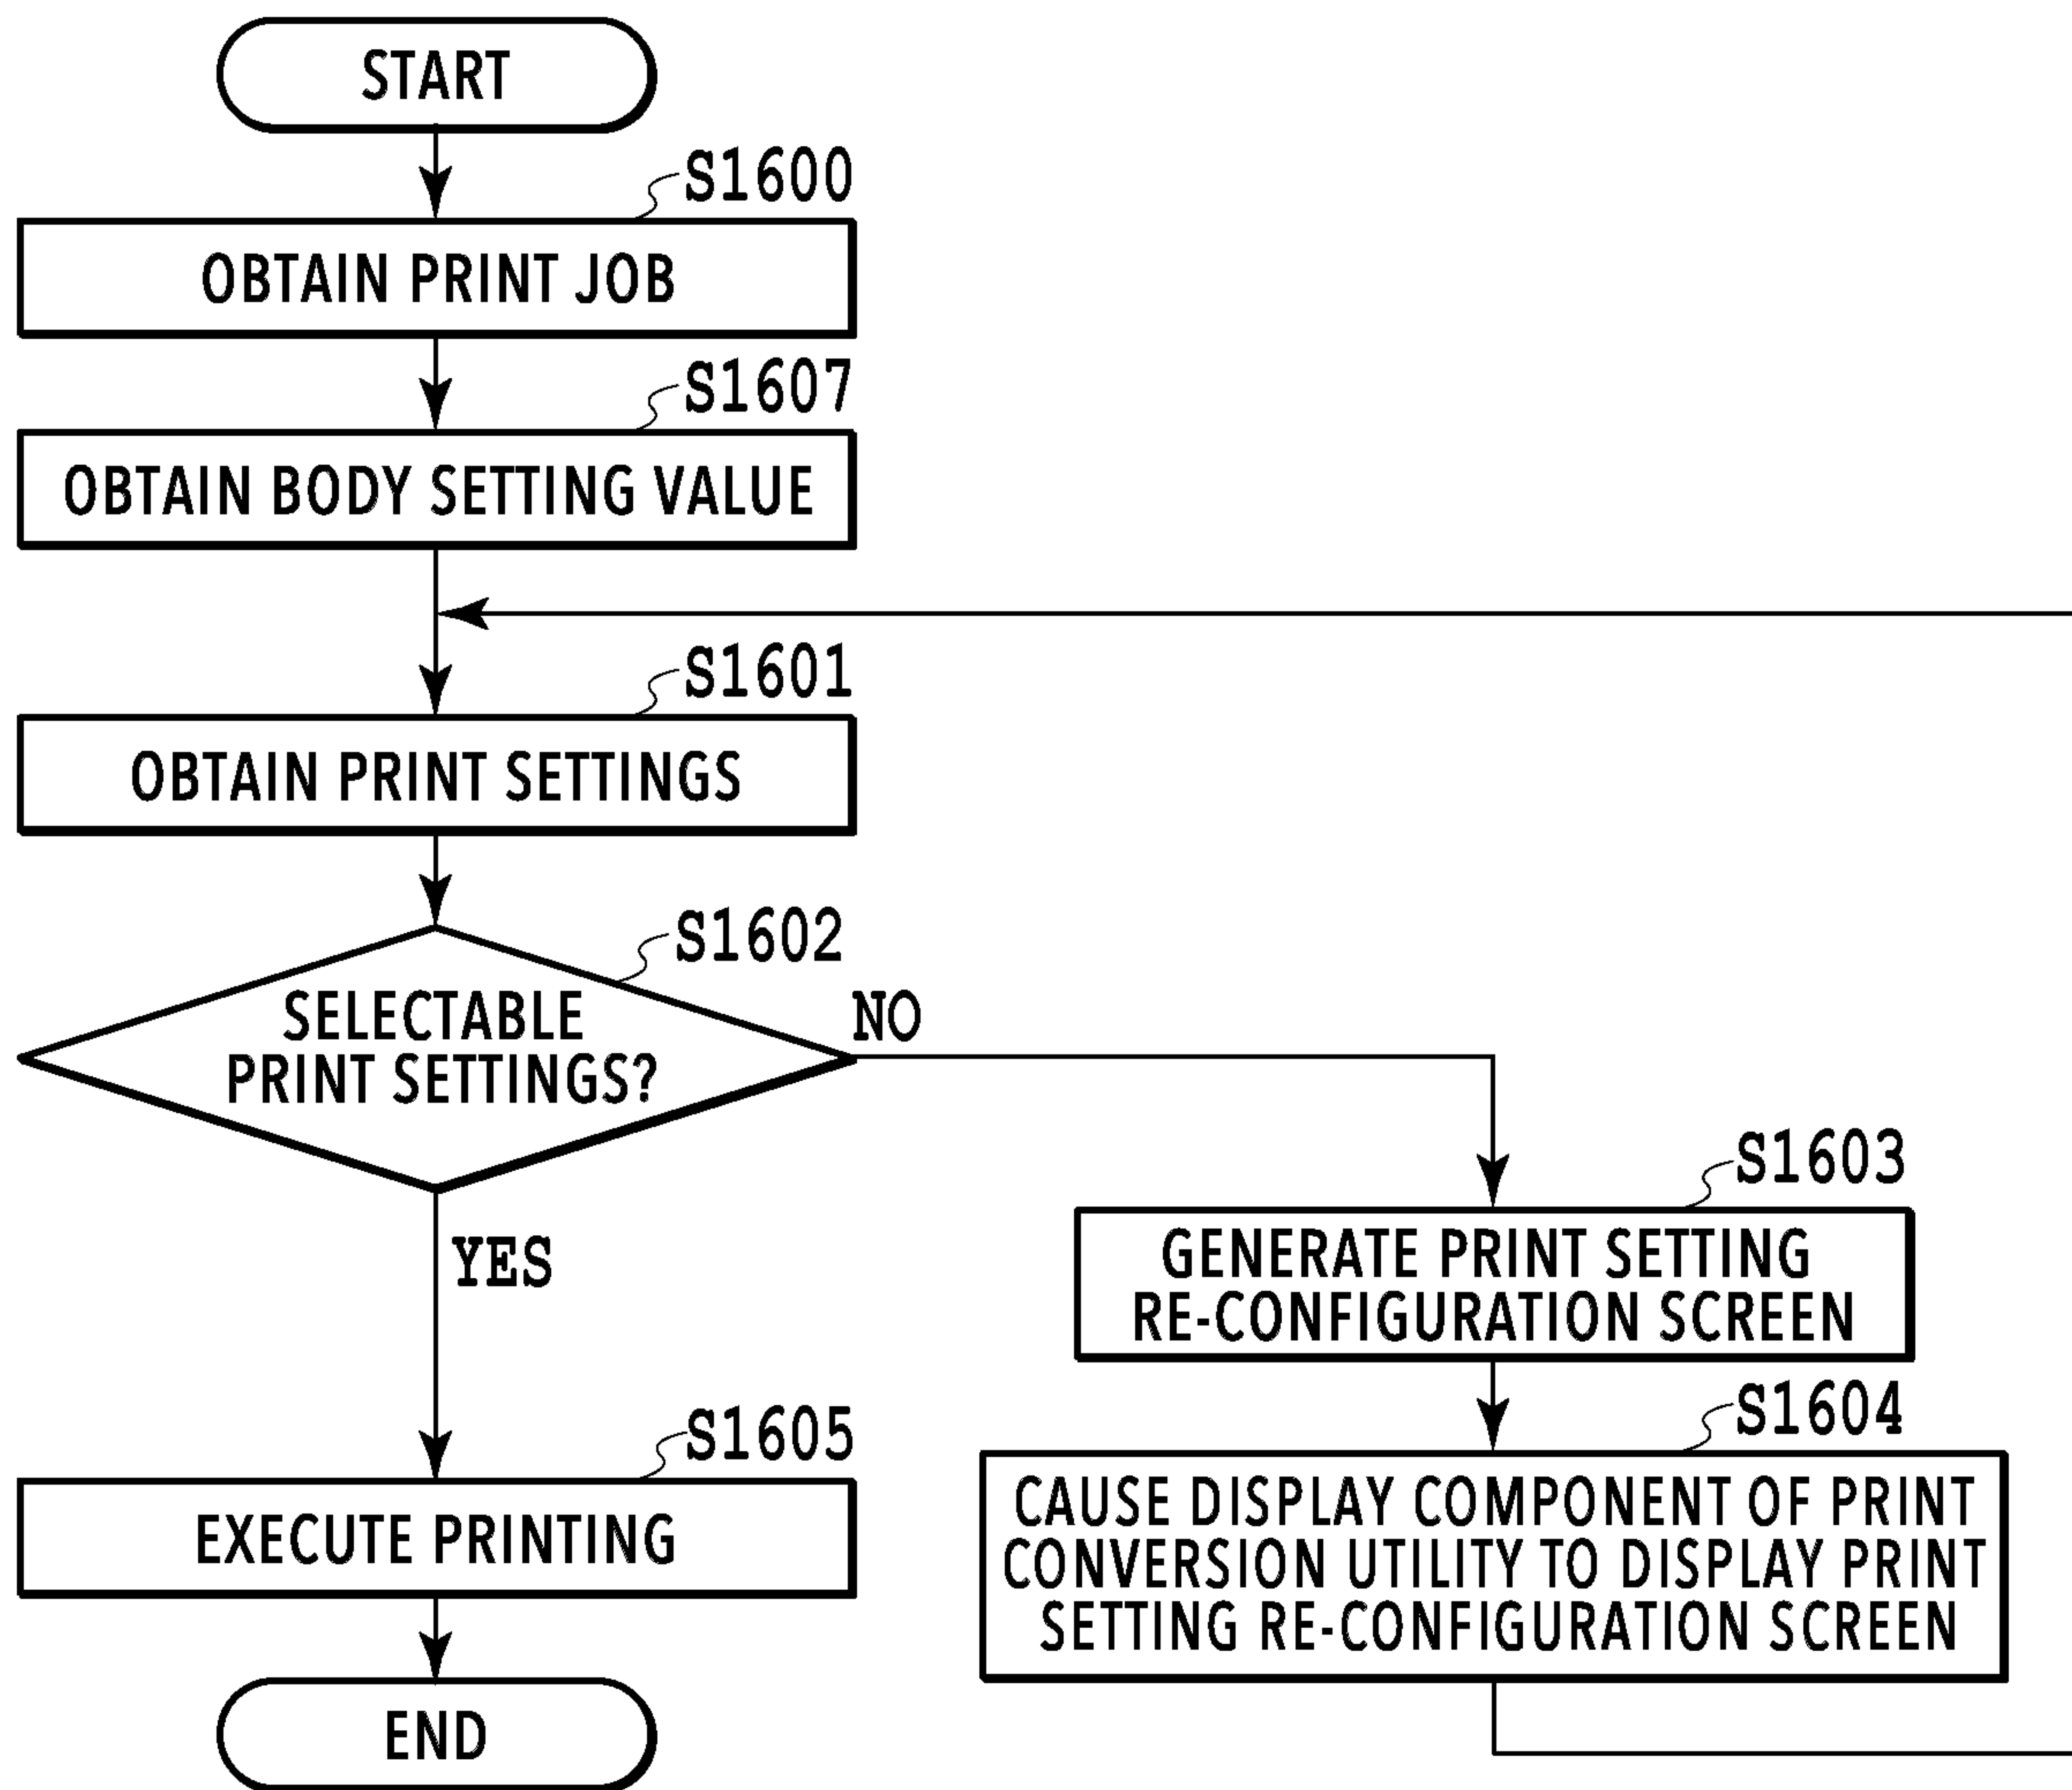 START
S1600
OBTAIN PRINT JOB
S1607
OBTAIN BODY SETTING VALUE
S1601
OBTAIN PRINT SETTINGS
S1602
SELECTABLE
PRINT SETTINGS?
NO
YES
S1603
GENERATE PRINT SETTING
RE-CONFIGURATION SCREEN
S1604
CAUSE DISPLAY COMPONENT OF PRINT
CONVERSION UTILITY TO DISPLAY PRINT
SETTING RE-CONFIGURATION SCREEN
S1605
EXECUTE PRINTING
END